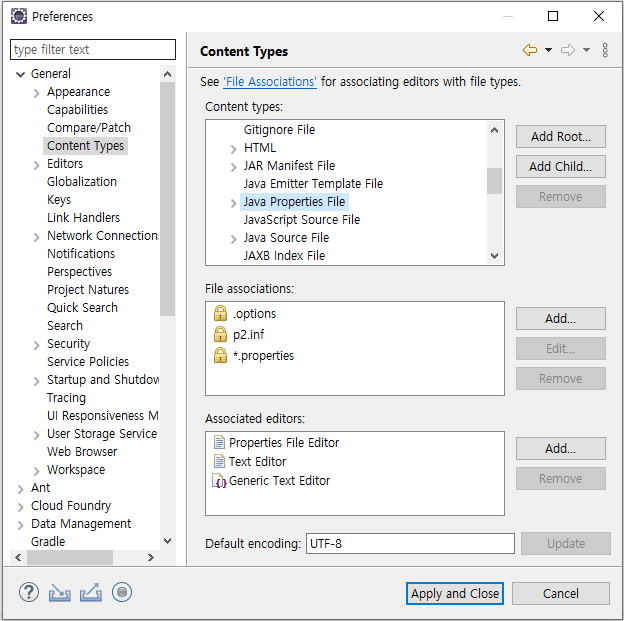 Preferences
type filter text
General
Appearance
Capabilities
Compare/Patch
Content Types
Editors
Globalization
Keys
Link Handlers
Network Connections
Notifications
Perspectives
Project Natures
Quick Search
Search
Security
Service Policies
Startup and Shutdow
Tracing
UI Responsiveness M
User Storage Service
Web Browser
Workspace
Ant
Cloud Foundry
Data Management
Gradle
Content Types
See 'File Associations' for associating editors with file types.
Content types:
Gitignore File
HTML
JAR Manifest File
Java Emitter Template File
Java Properties File
JavaScript Source File
Java Source File
JAXB Index File
Add Root...
Add Child...
Remove
File associations:
.options
p2.inf
*.properties
Add...
Edit...
Remove
Associated editors:
Properties File Editor
Text Editor
Generic Text Editor
Add...
Remove
Default encoding: UTF-8 Update
Apply and Close Cancel